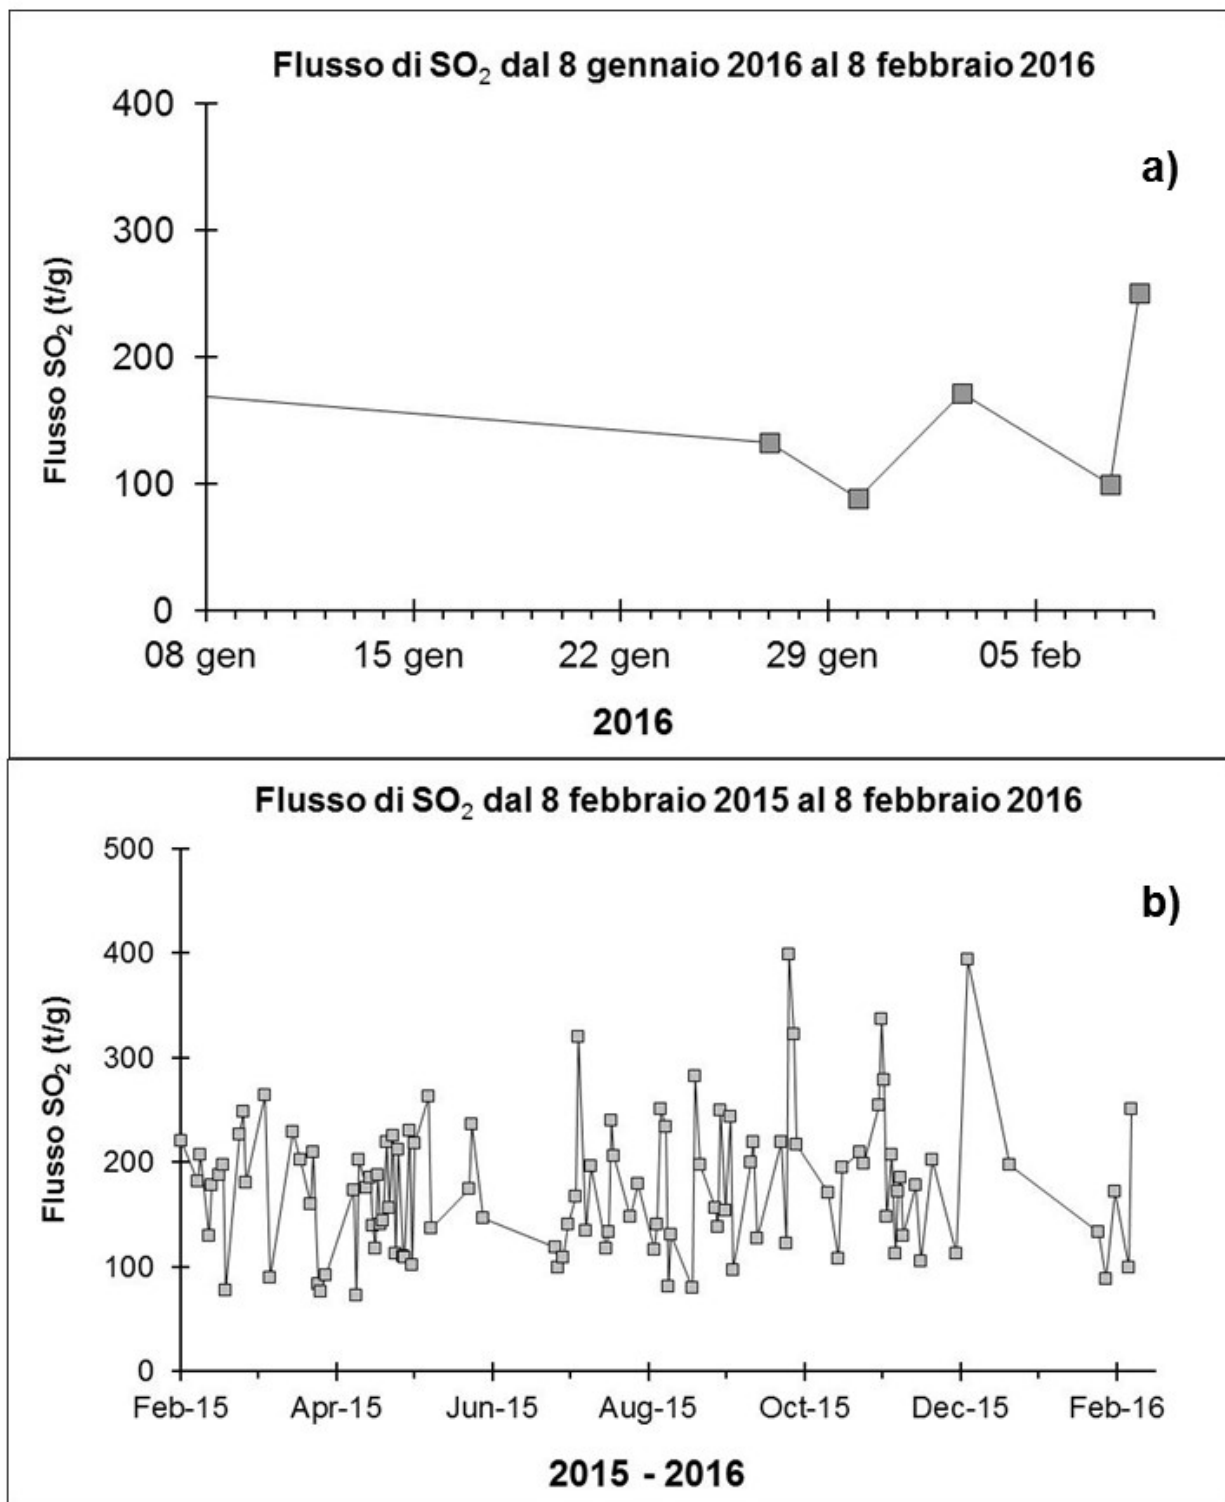 Flusso di SO₂ dal 8 gennaio 2016 al 8 febbraio 2016
a)
400
300
200
100
0
Flusso SO₂ (t/g)
08 gen 15 gen 22 gen 29 gen 05 feb
2016
Flusso di SO₂ dal 8 febbraio 2015 al 8 febbraio 2016
b)
500
400
300
200
100
0
Flusso SO₂ (t/g)
Feb-15 Apr-15 Jun-15 Aug-15 Oct-15 Dec-15 Feb-16
2015 - 2016